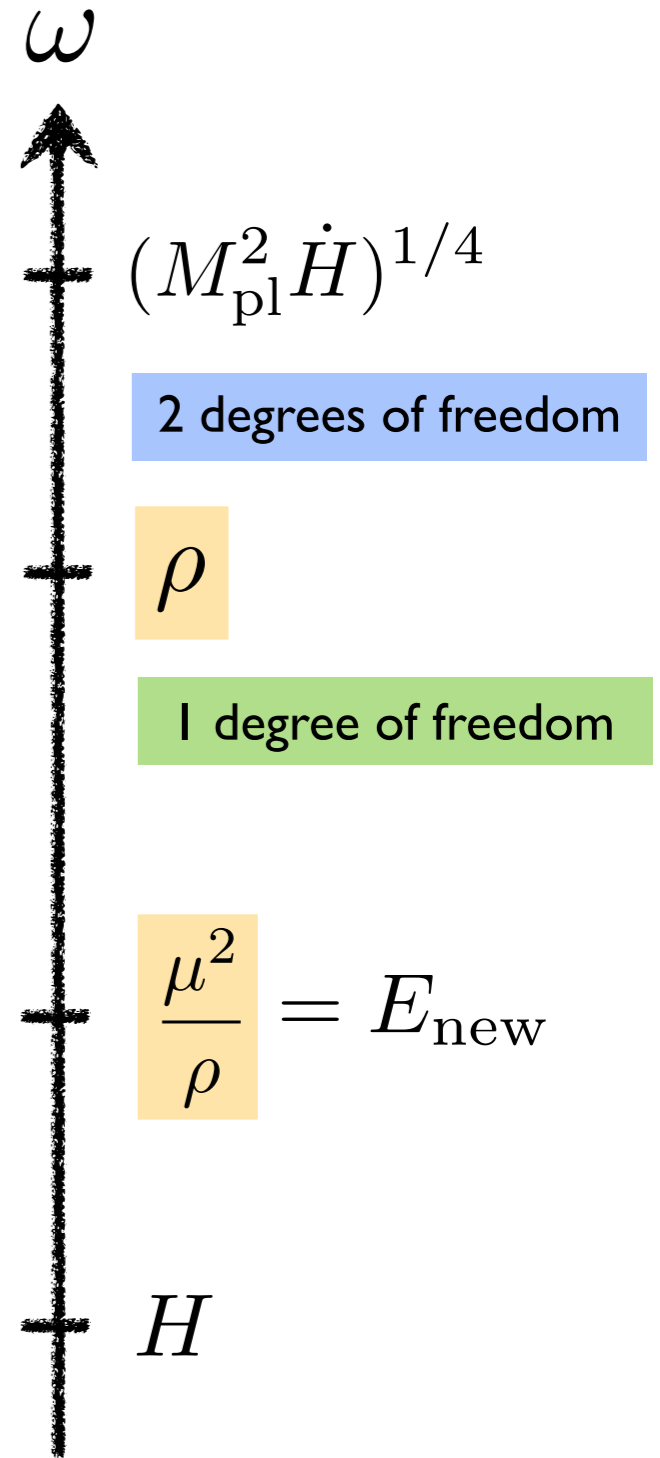 ω
(M_pl^2 Ḣ)^{1/4}
2 degrees of freedom
ρ
1 degree of freedom
μ^2/ρ = E_new
H